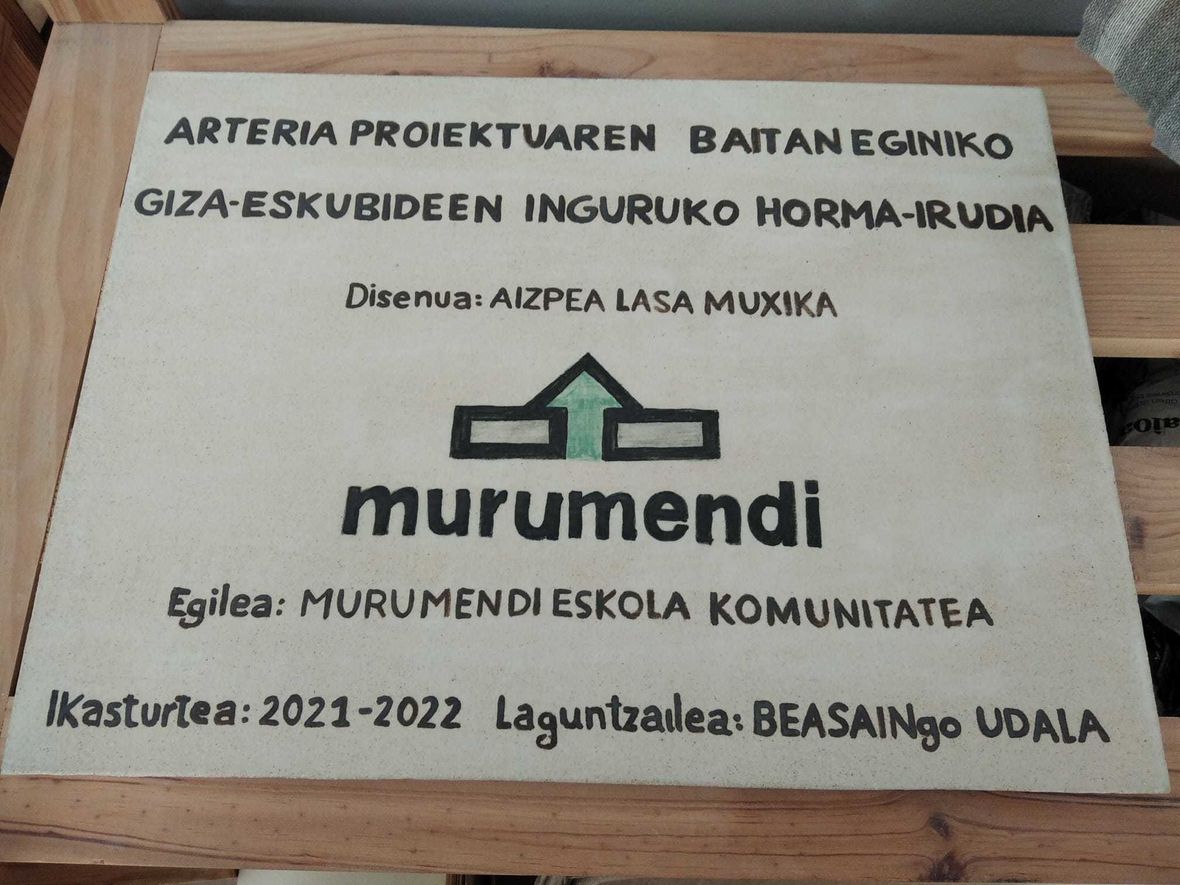 ARTERIA PROIEKTUAREN BAITAN EGINIKO
GIZA-ESKUBIDEEN INGURUKO HORMA-IRUDIA
Disenua: AIZPEA LASA MUXIKA
murumendi
Egilea: MURUMENDI ESKOLA KOMUNITATEA
Ikasturtea: 2021-2022 Laguntzailea: BEASAINgo UDALA